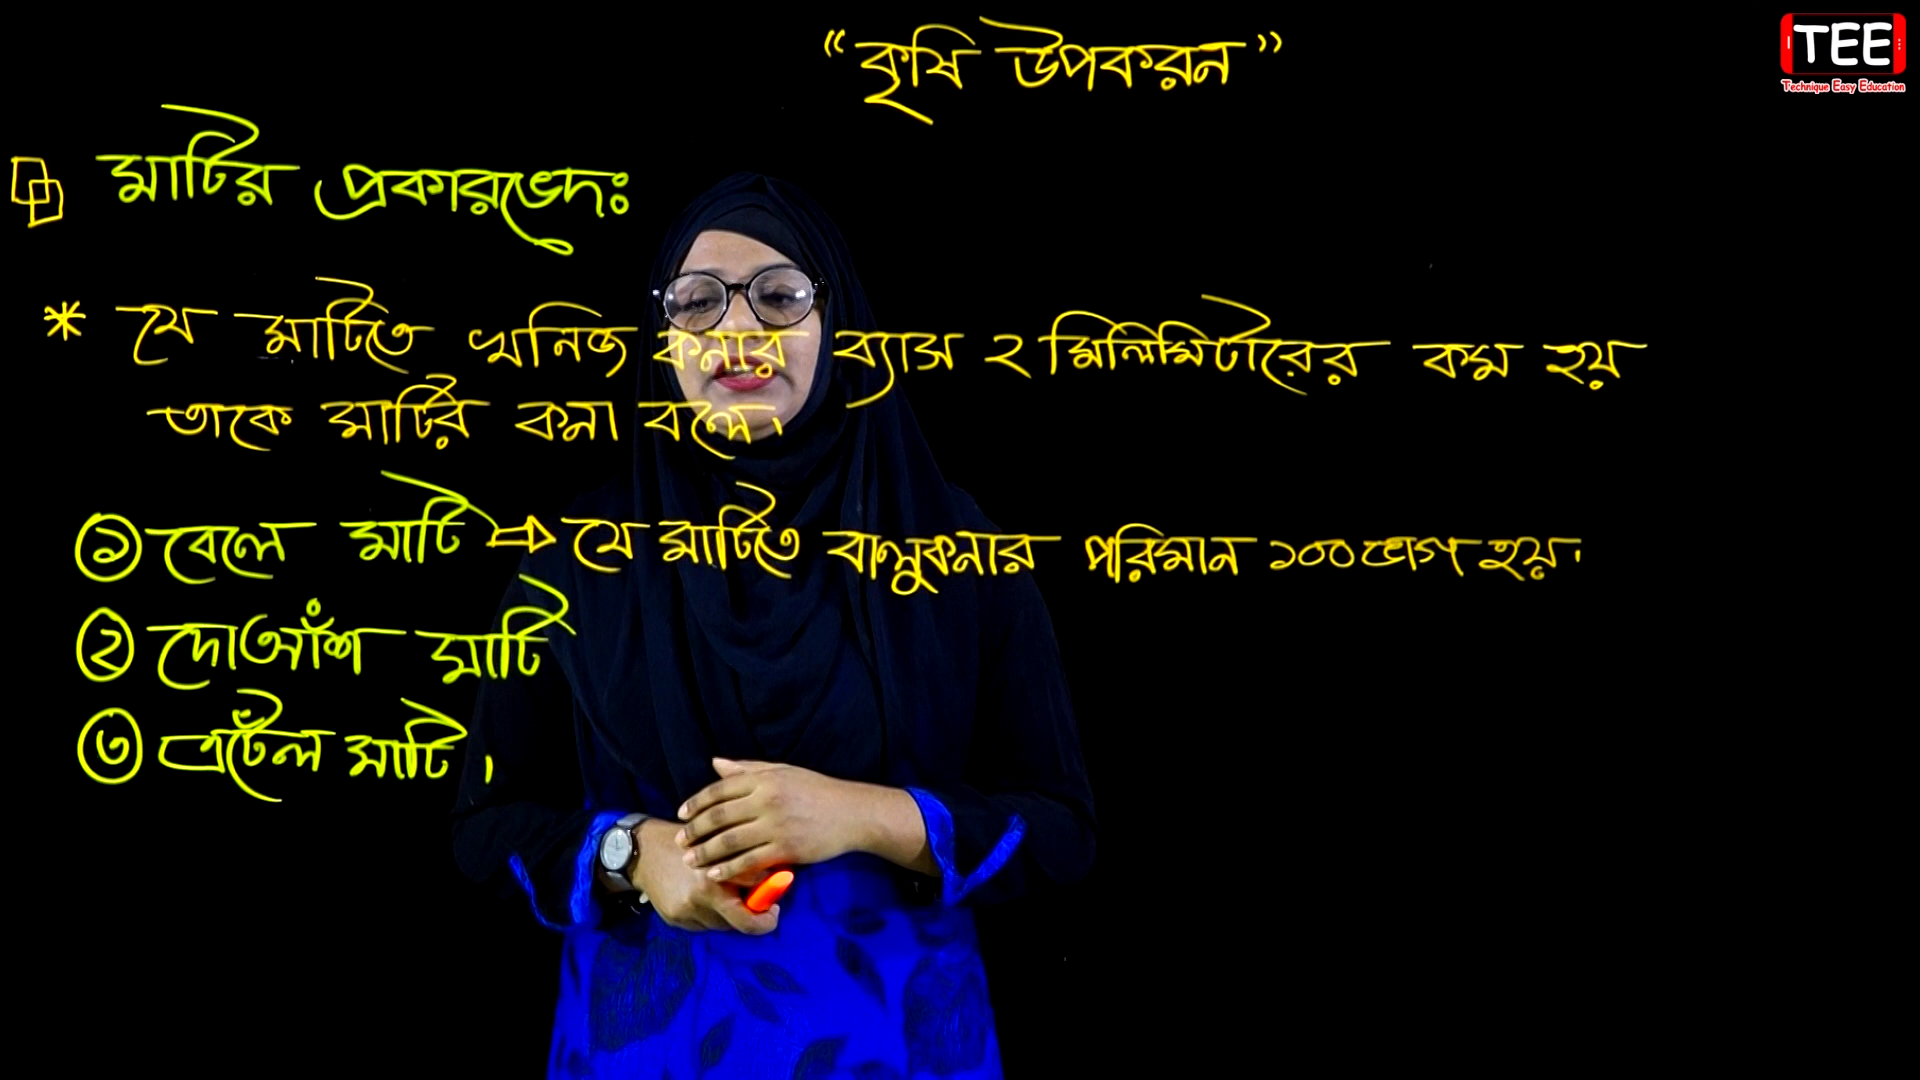 “কৃষি উপকরন”
TEE
Technique Easy Education
মাটির প্রকারভেদঃ
* যে মাটিতে খনিজ কনার ব্যাস ২ মিলিমিটারের কম হয়
তাকে মাটির কনা বলে।
① বেলে মাটি ⇨ যে মাটিতে বালুকনার পরিমান ১০০ ভাগ হয়।
② দোআঁশ মাটি
③ এটেঁল মাটি।